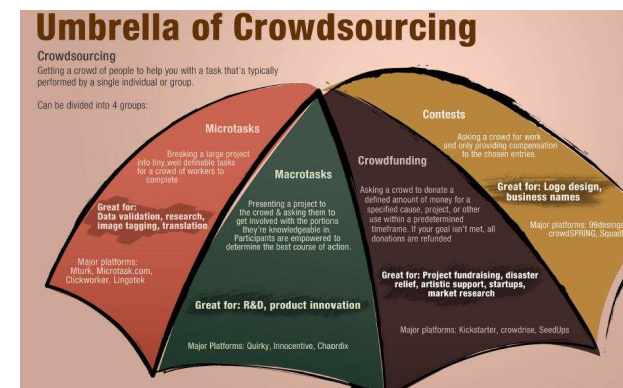 Umbrella of Crowdsourcing
Crowdsourcing
Getting a crowd of people to help you with a task that's typically
performed by a single individual or group.
Can be divided into 4 groups:
Microtasks
Breaking a large project
into tiny, well definable tasks
for a crowd of workers to
complete
Great for:
Data validation, research,
image tagging, translation
Major platforms:
Mturk, Microtask.com,
Clickworker, Lingotek
Macrotasks
Presenting a project to
the crowd & asking them to
get involved with the portions
they're knowledgeable in.
Participants are empowered to
determine the best course of action.
Great for: R&D, product innovation
Major Platforms: Quirky, Innocentive, Chaordix
Crowdfunding
Asking a crowd to donate a
defined amount of money for a
specified cause, project, or other
use within a predetermined
timeframe. If your goal isn't met, all
donations are refunded
Great for: Project fundraising, disaster
relief, artistic support, startups,
market research
Major platforms: Kickstarter, crowdrise, SeedUps
Contests
Asking a crowd for work
and only providing compensation
to the chosen entries.
Great for: Logo design,
business names
Major platforms: 99desings
crowdSPRING,